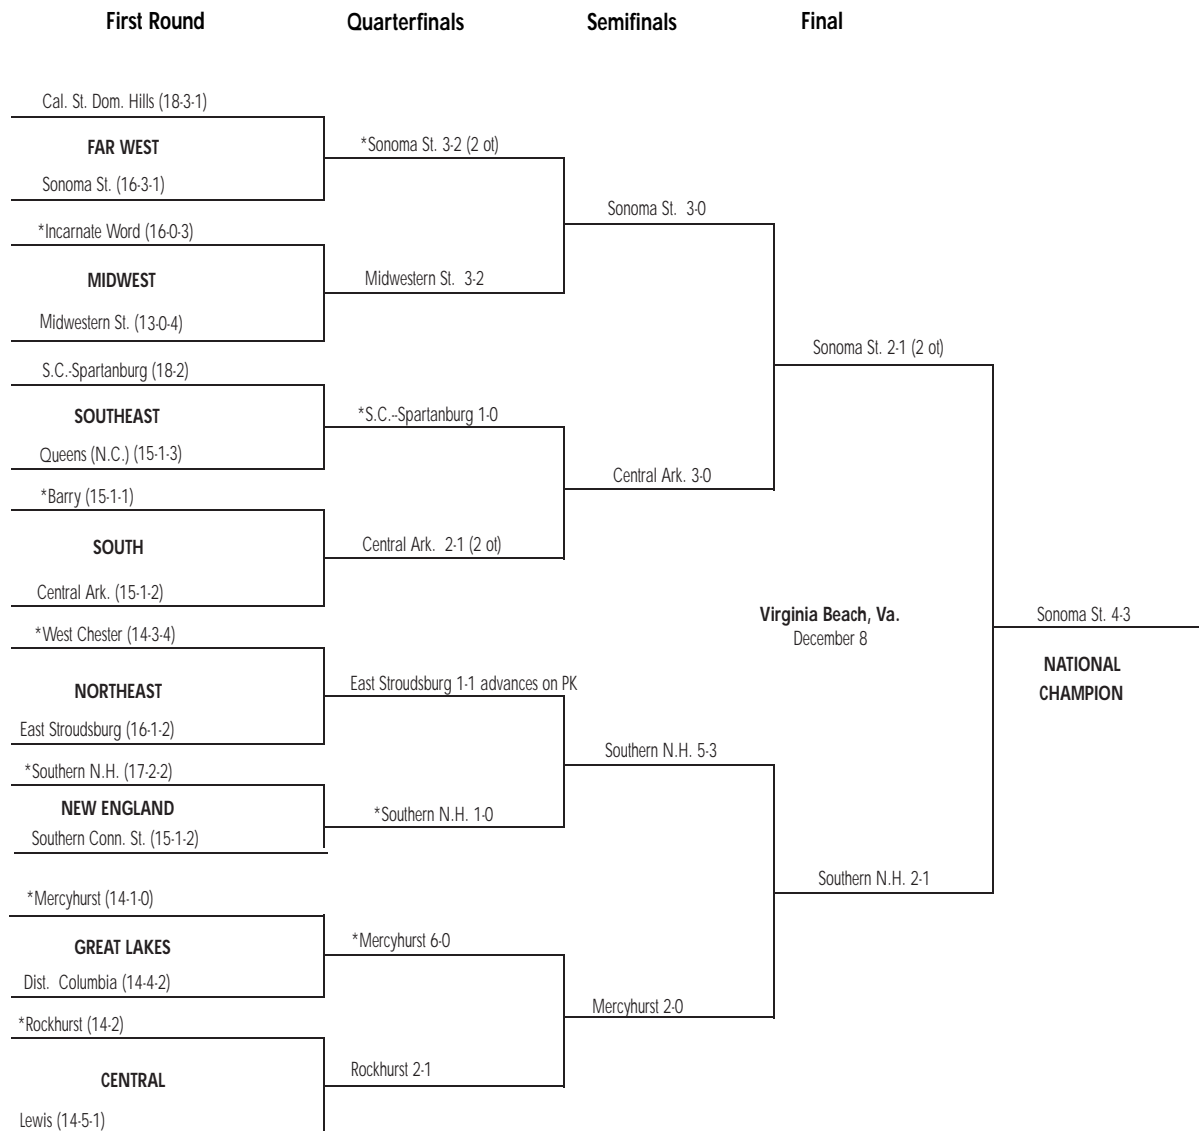 First Round
Quarterfinals
Semifinals
Final
Cal. St. Dom. Hills (18-3-1)
FAR WEST
*Sonoma St. 3-2 (2 ot)
Sonoma St. (16-3-1)
Sonoma St. 3-0
*Incarnate Word (16-0-3)
MIDWEST
Midwestern St. 3-2
Midwestern St. (13-0-4)
Sonoma St. 2-1 (2 ot)
S.C.-Spartanburg (18-2)
SOUTHEAST
*S.C.-Spartanburg 1-0
Queens (N.C.) (15-1-3)
Central Ark. 3-0
*Barry (15-1-1)
SOUTH
Central Ark. 2-1 (2 ot)
Central Ark. (15-1-2)
Virginia Beach, Va.
December 8
Sonoma St. 4-3
NATIONAL
CHAMPION
*West Chester (14-3-4)
NORTHEAST
East Stroudsburg 1-1 advances on PK
East Stroudsburg (16-1-2)
Southern N.H. 5-3
*Southern N.H. (17-2-2)
NEW ENGLAND
*Southern N.H. 1-0
Southern Conn. St. (15-1-2)
Southern N.H. 2-1
*Mercyhurst (14-1-0)
GREAT LAKES
*Mercyhurst 6-0
Dist. Columbia (14-4-2)
Mercyhurst 2-0
*Rockhurst (14-2)
Rockhurst 2-1
CENTRAL
Lewis (14-5-1)